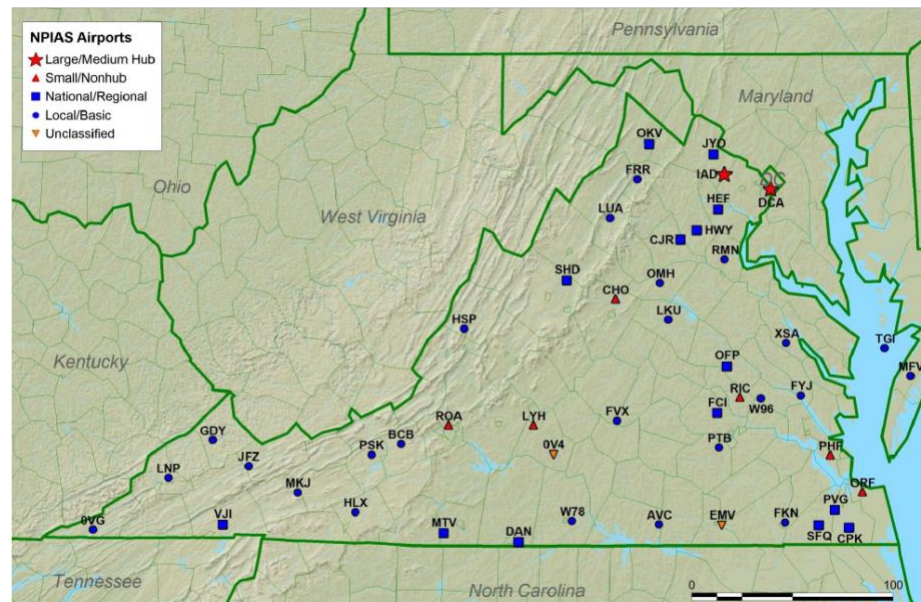 NPIAS Airports
Large/Medium Hub
Small/Nonhub
National/Regional
Local/Basic
Unclassified
Pennsylvania
Maryland
Ohio
West Virginia
Kentucky
Tennessee
North Carolina
OKV
JYO
FRR
IAD
DC
DCA
LUA
HEF
HWY
CJR
RMN
SHD
OMH
CHO
LKU
HSP
XSA
TGI
OFP
MFV
RIC
FYJ
FCI
W96
ROA
LYH
FVX
GDY
BCB
PSK
0V4
PTB
PHF
JFZ
LNP
MKJ
ORF
HLX
PVG
0VG
VJI
MTV
DAN
W78
AVC
EMV
FKN
SFQ
CPK
0 100